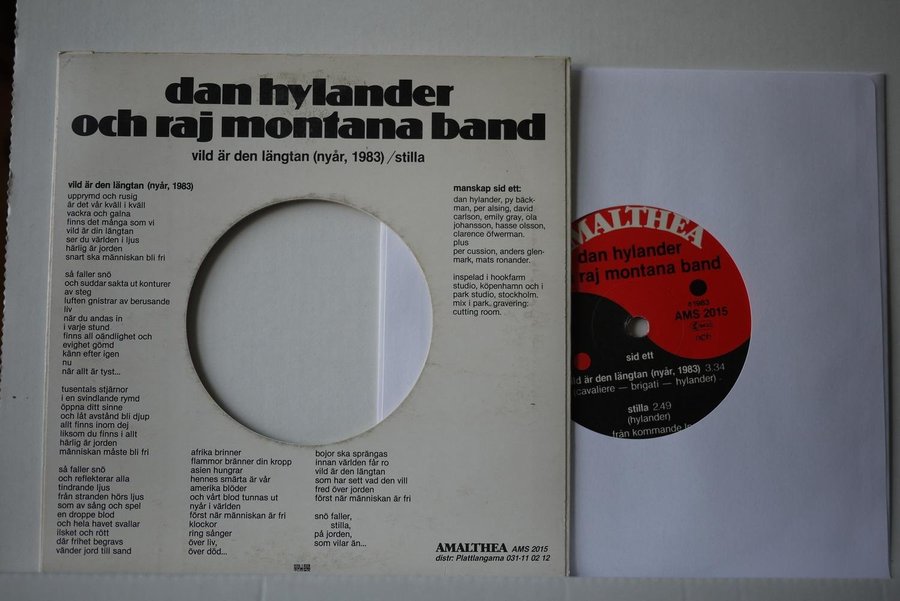 dan hylander
och raj montana band
vild är den längtan (nyår, 1983) /stilla
vild är den längtan (nyår, 1983)
upprymd och rusig
är det vår kväll i kväll
vackra och galna
finns det många som vi
vild är din längtan
ser du världen i ljus
härlig är jorden
snart ska människan bli fri
så faller snö
och suddar sakta ut konturer
av steg
luften gnistrar av berusande
liv
när du andas in
i varje stund
finns all oändlighet och
evighet gömd
känn efter igen
nu
när allt är tyst...
tusentals stjärnor
i en svindlande rymd
öppna ditt sinne
och låt avstånd bli djup
allt finns inom dej
liksom du finns i allt
härlig är jorden
människan måste bli fri
så faller snö
och reflekterar alla
tindrande ljus
från stranden hörs ljus
som av sång och spel
en droppe blod
och hela havet svallar
ilsket och rött
där frihet begravs
vänder jord till sand
afrika brinner
flammor bränner din kropp
asien hungrar
hennes smärta är vår
amerika blöder
och vårt blod tunnas ut
nyår i världen
först när människan är fri
klockor
ring sånger
över liv,
över död...
bojor ska sprängas
innan världen får ro
vild är den längtan
som har sett vad den vill
fred över jorden
först när människan är fri
snö faller,
stilla,
på jorden,
som vilar än...
manskap sid ett:
dan hylander, py bäck-
man, per alsing, david
carlson, emily gray, ola
johansson, hasse olsson,
clarence öfwerman.
plus
per cussion, anders glen-
mark, mats ronander.
inspelad i hookfarm
studio, köpenhamn och i
park studio, stockholm.
mix i park. gravering:
cutting room.
AMALTHEA AMS 2015
distr: Plattlangarna 031-11 02 12
AMALTHEA
dan hylander
raj montana band
℗1983
AMS 2015
ncb
sid ett
är den längtan (nyår, 1983) 3.34
(cavaliere — brigati — hylander)
stilla 2.49
(hylander)
från kommande